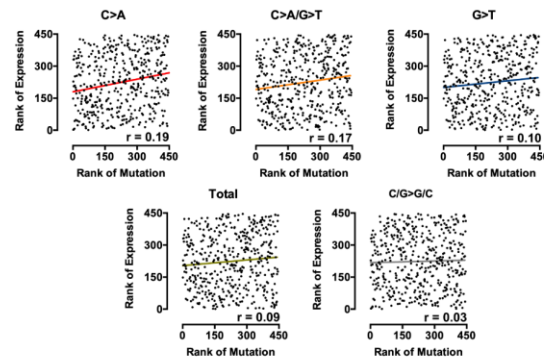 C>A
C>A/G>T
G>T
Rank of Expression
450
300
150
0
r = 0.19
0 150 300 450
Rank of Mutation
Rank of Expression
450
300
150
0
r = 0.17
0 150 300 450
Rank of Mutation
Rank of Expression
450
300
150
0
r = 0.10
0 150 300 450
Rank of Mutation
Total
C/G>G/C
Rank of Expression
450
300
150
0
r = 0.09
0 150 300 450
Rank of Mutation
Rank of Expression
450
300
150
0
r = 0.03
0 150 300 450
Rank of Mutation